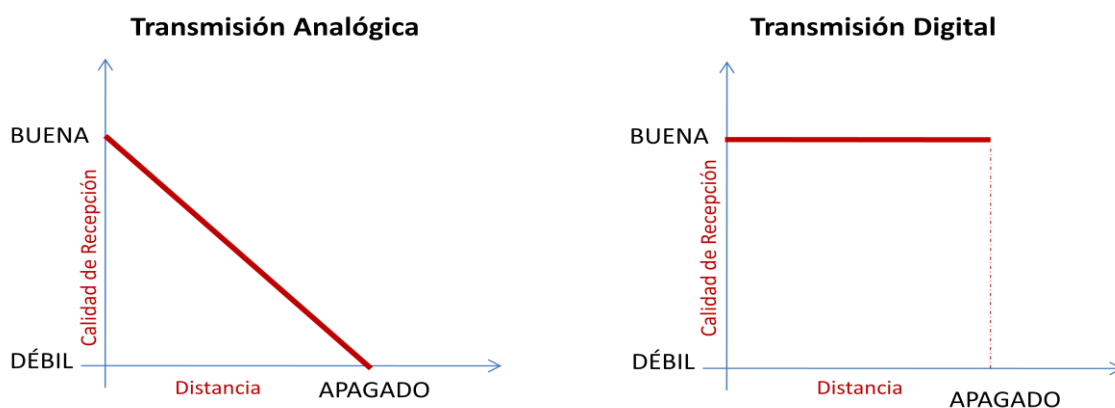 Transmisión Analógica
BUENA
Calidad de Recepción
DÉBIL
Distancia
APAGADO
Transmisión Digital
BUENA
Calidad de Recepción
DÉBIL
Distancia
APAGADO